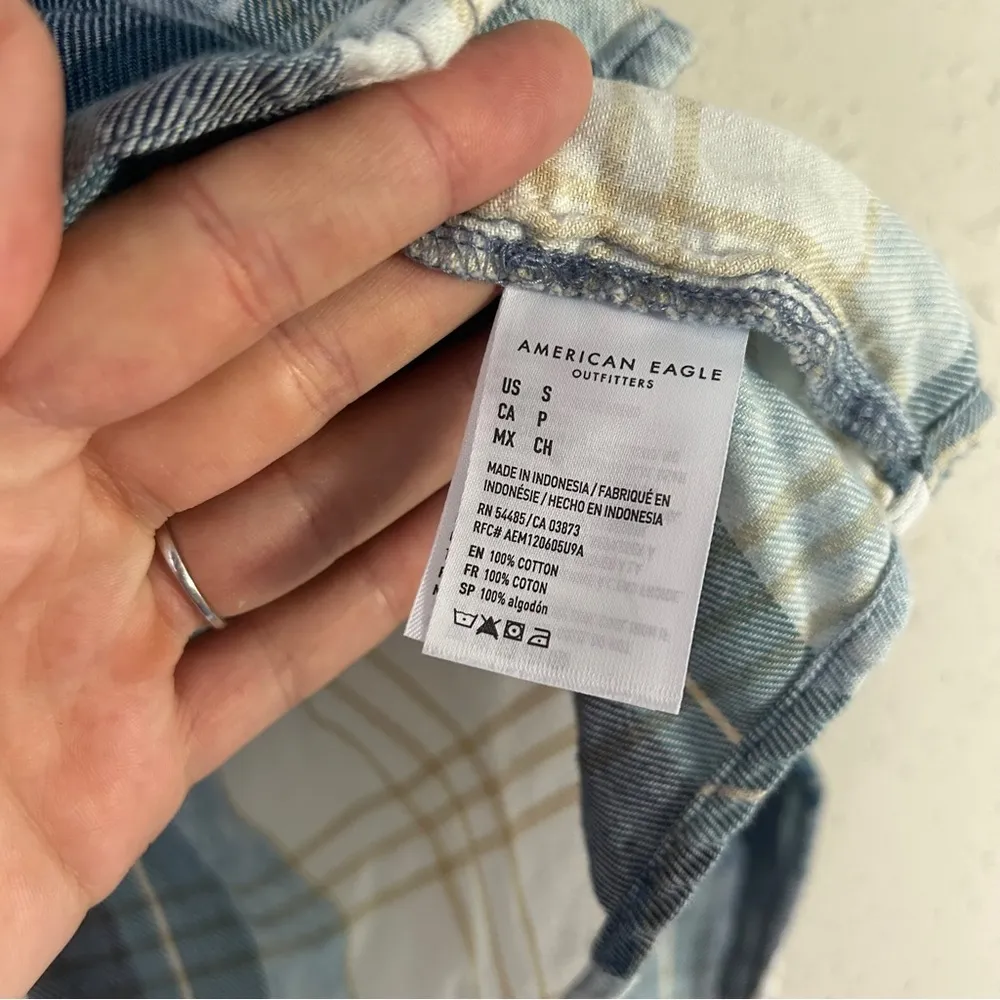 AMERICAN EAGLE
OUTFITTERS
US S
CA P
MX CH
MADE IN INDONESIA / FABRIQUÉ EN
INDONÉSIE / HECHO EN INDONESIA
RN 54485/CA 03873
RFC# AEM120605U9A
EN 100% COTTON
FR 100% COTON
SP 100% algodón